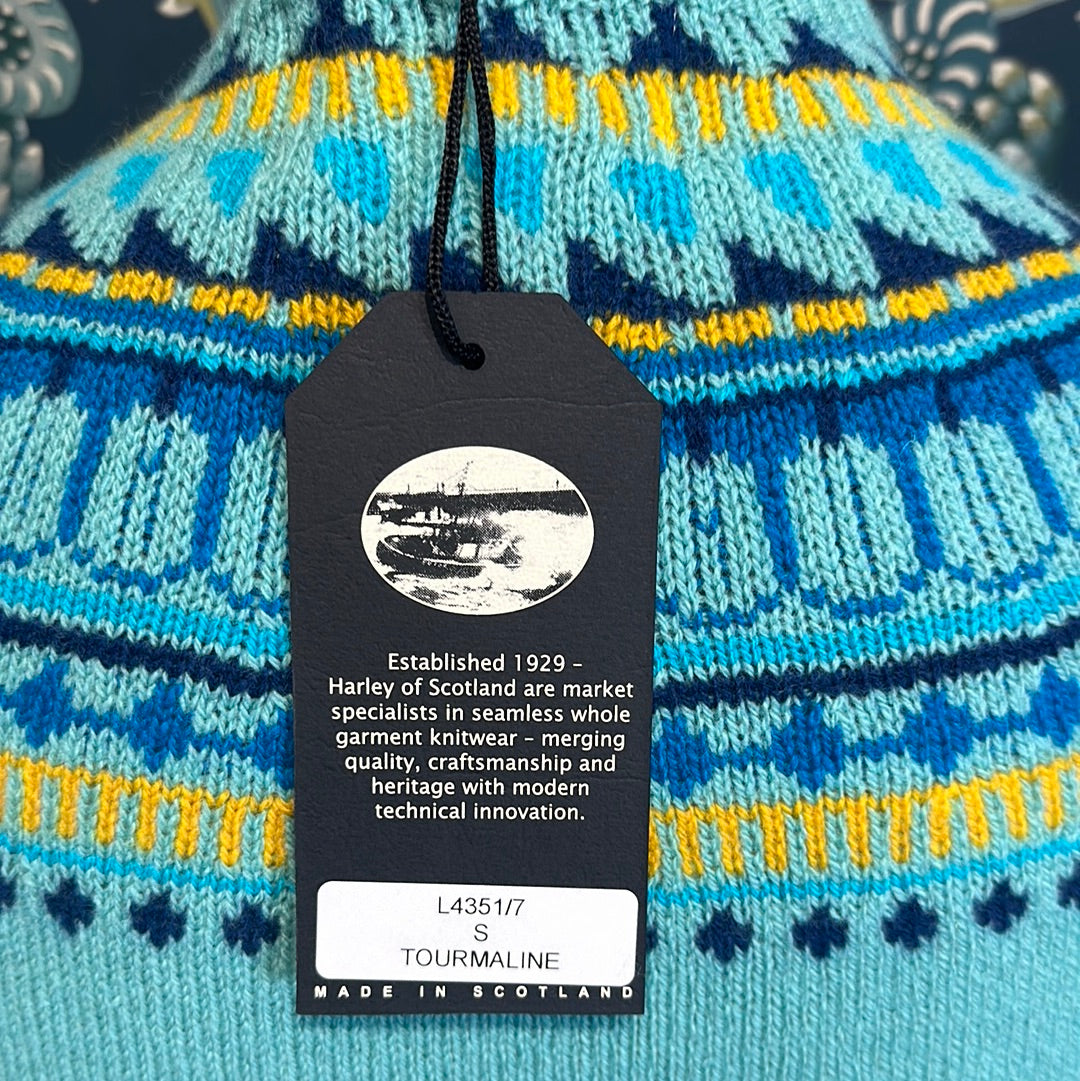 Established 1929 –
Harley of Scotland are market
specialists in seamless whole
garment knitwear – merging
quality, craftsmanship and
heritage with modern
technical innovation.
L4351/7
S
TOURMALINE
MADE IN SCOTLAND